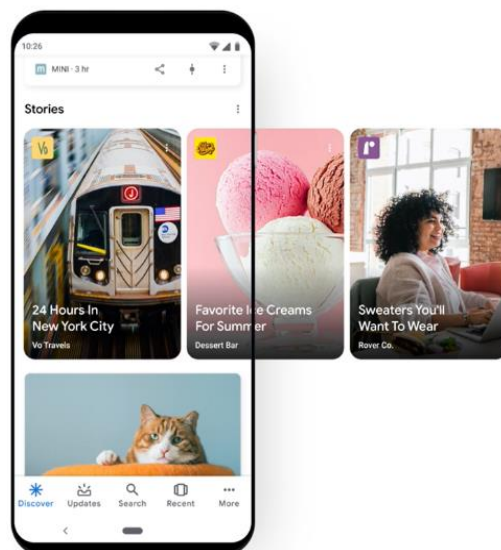 10:26
MINI · 3 hr
Stories
Vo
J
24 Hours In
New York City
Vo Travels
Favorite Ice Creams
For Summer
Dessert Bar
r
Sweaters You'll
Want To Wear
Rover Co.
Discover
Updates
Search
Recent
More